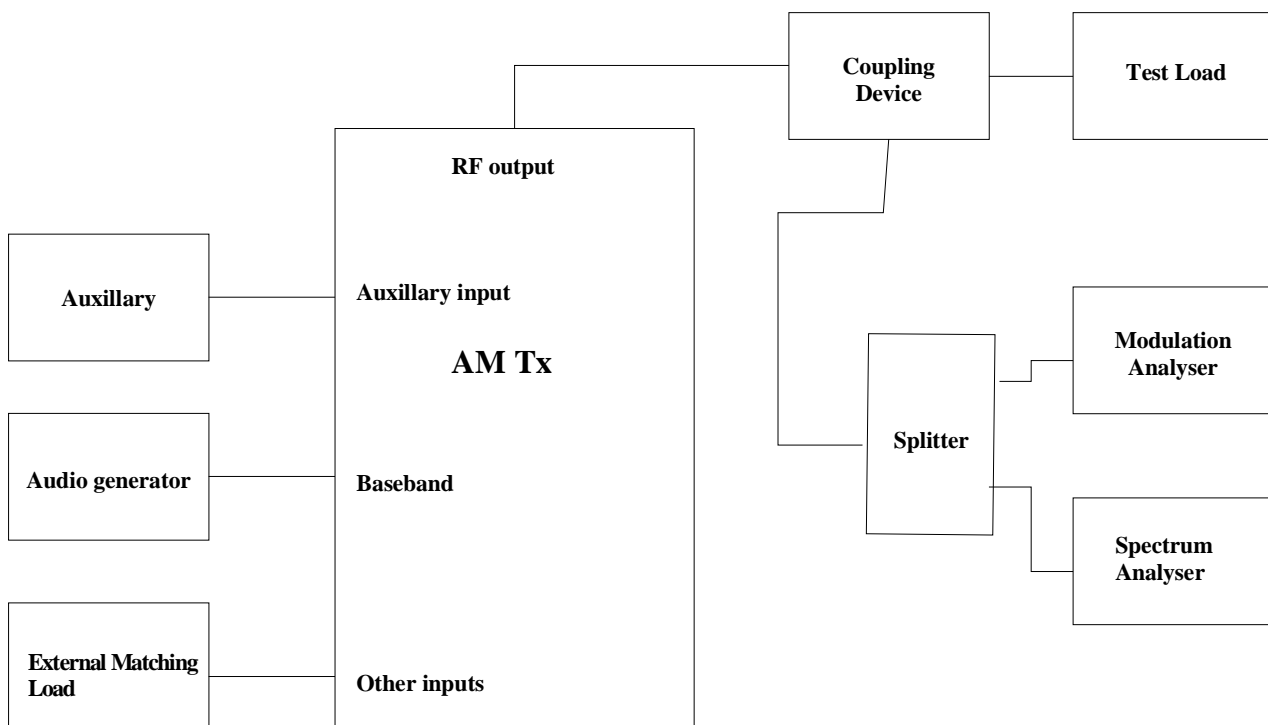 Coupling
Device
Test Load
RF output
Auxillary
Auxillary input
AM Tx
Modulation
Analyser
Splitter
Audio generator
Baseband
Spectrum
Analyser
External Matching
Load
Other inputs